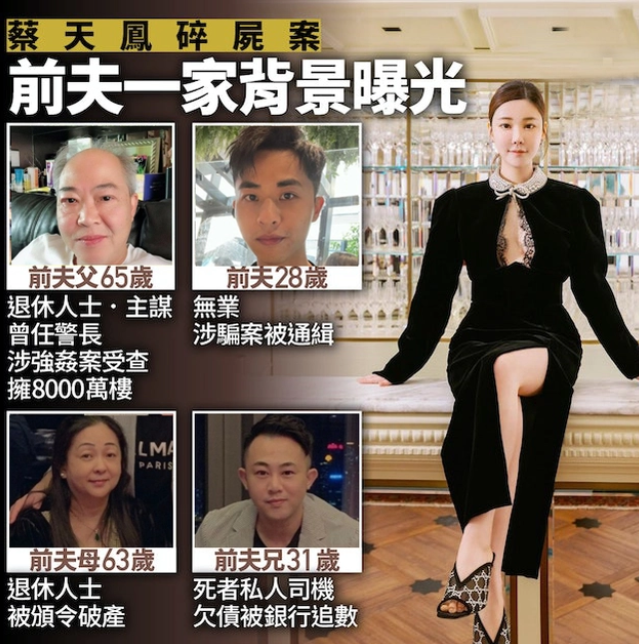 蔡天鳳碎屍案
前夫一家背景曝光
前夫父65歲
退休人士·主謀
曾任警長
涉強姦案受查
擁8000萬樓
前夫28歲
無業
涉騙案被通緝
LMA
PARIS
前夫母63歲
退休人士
被頒令破產
前夫兄31歲
死者私人司機
欠債被銀行追數